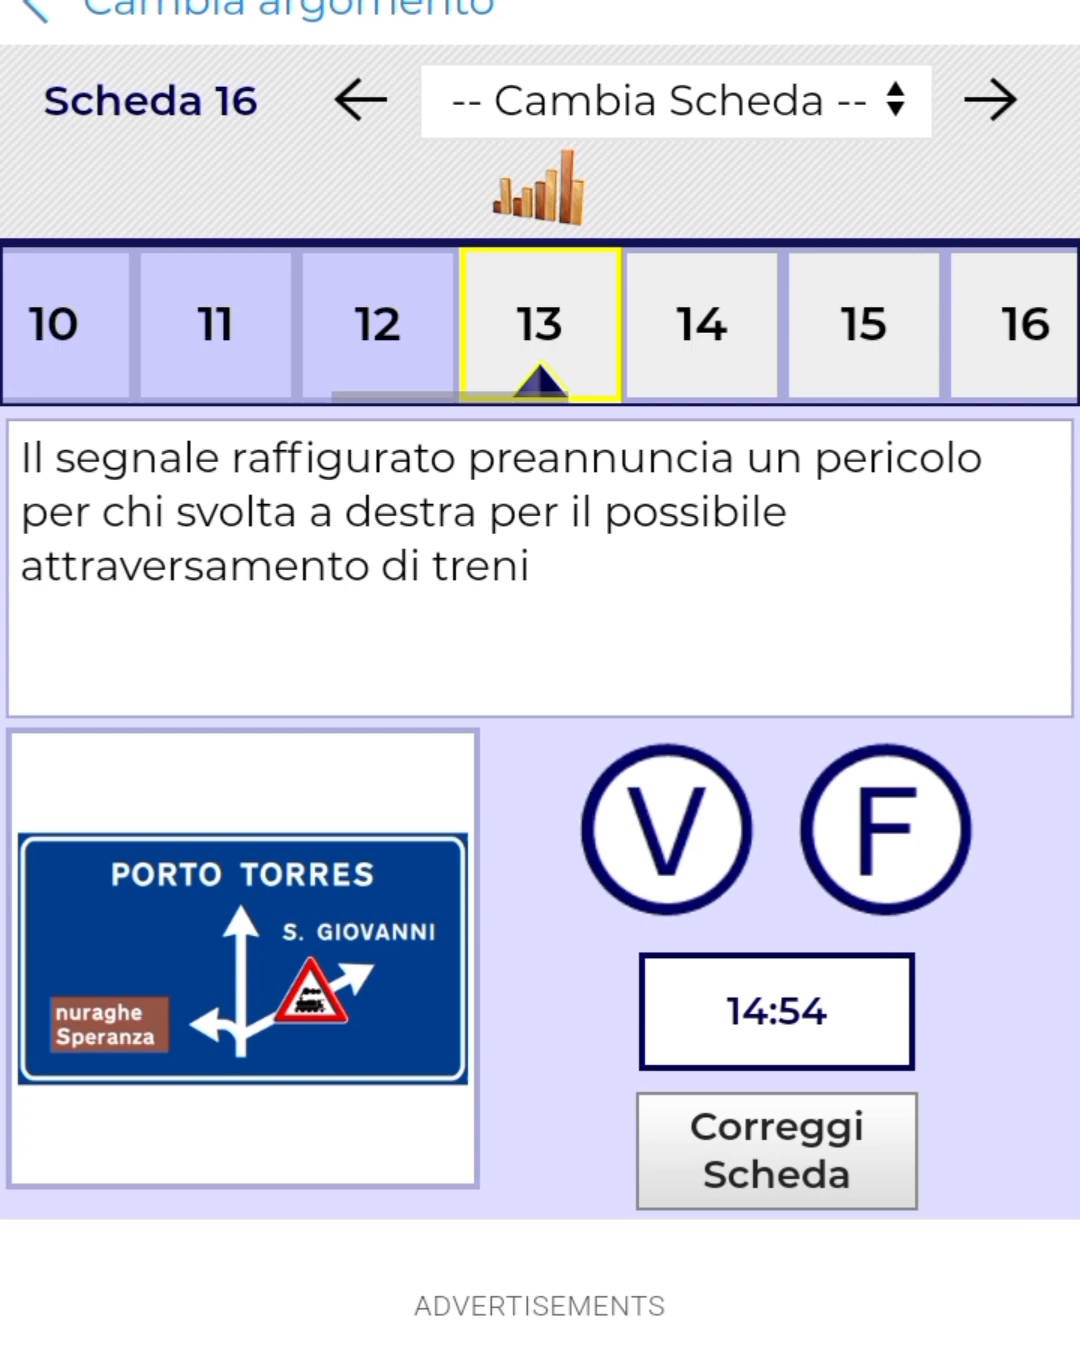 Cambia argomento
Scheda 16
-- Cambia Scheda --
10 11 12 13 14 15 16
Il segnale raffigurato preannuncia un pericolo
per chi svolta a destra per il possibile
attraversamento di treni
PORTO TORRES
S. GIOVANNI
nuraghe
Speranza
V F
14:54
Correggi
Scheda
ADVERTISEMENTS